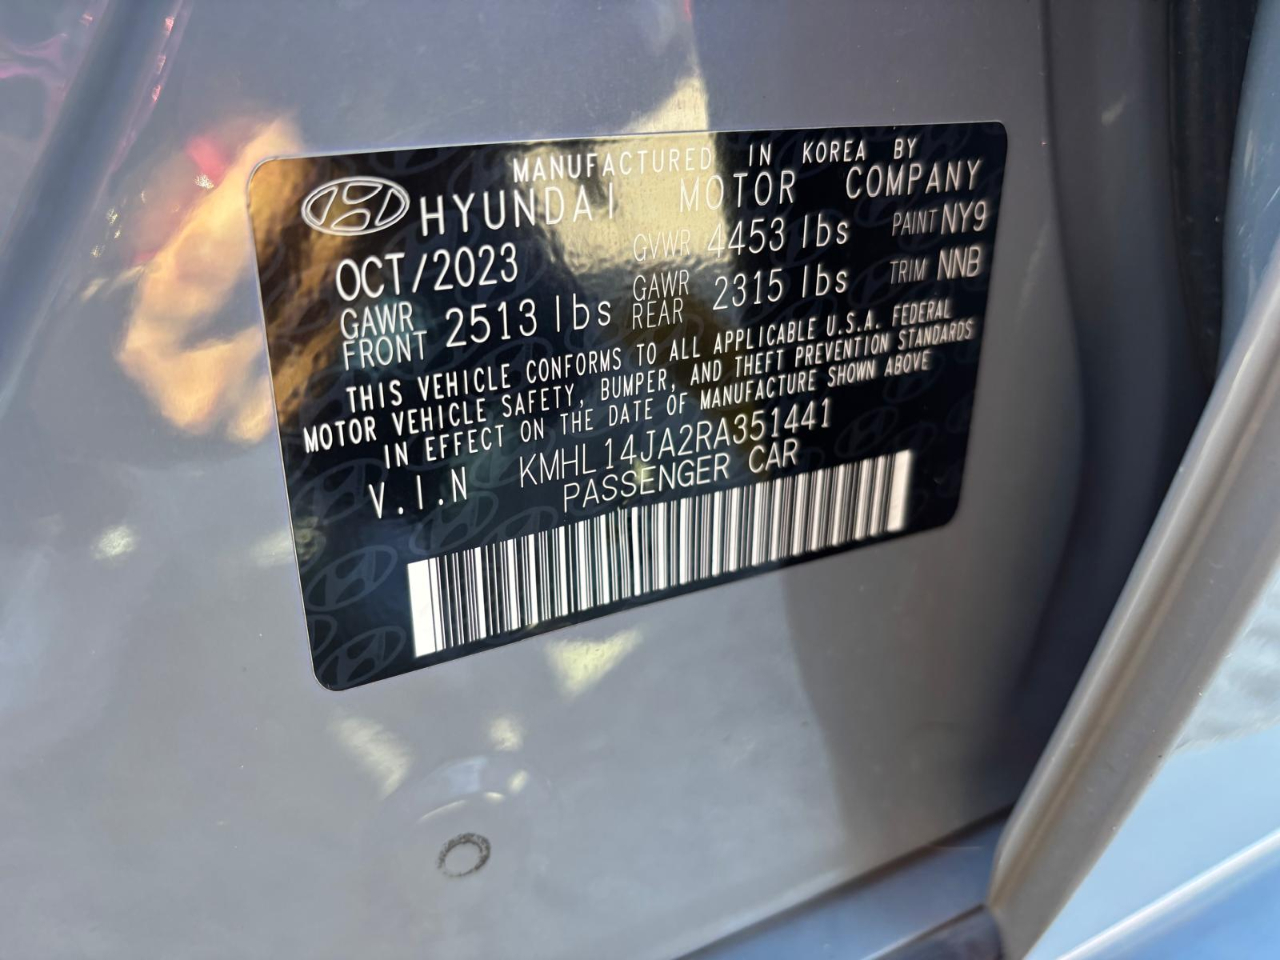 MANUFACTURED IN KOREA BY
HYUNDAI MOTOR COMPANY
OCT/2023 GVWR 4453 lbs PAINT NY9
GAWR FRONT 2513 lbs GAWR REAR 2315 lbs TRIM NNB
THIS VEHICLE CONFORMS TO ALL APPLICABLE U.S.A. FEDERAL
MOTOR VEHICLE SAFETY, BUMPER, AND THEFT PREVENTION STANDARDS
IN EFFECT ON THE DATE OF MANUFACTURE SHOWN ABOVE
V.I.N KMHL14JA2RA351441
PASSENGER CAR